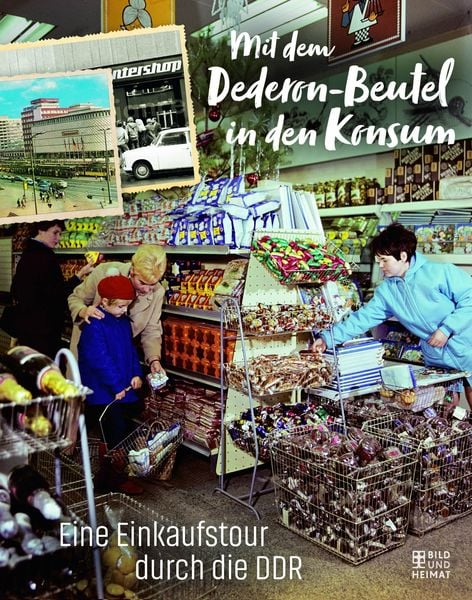 Mit dem
Dederon-Beutel
in den Konsum
ntershop
Eine Einkaufstour
durch die DDR
BILD
UND
HEIMAT